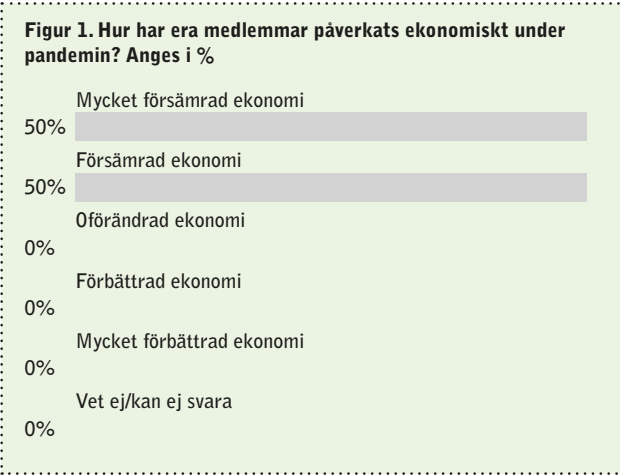 Figur 1. Hur har era medlemmar påverkats ekonomiskt under
pandemin? Anges i %
Mycket försämrad ekonomi
50%
Försämrad ekonomi
50%
Oförändrad ekonomi
0%
Förbättrad ekonomi
0%
Mycket förbättrad ekonomi
0%
Vet ej/kan ej svara
0%